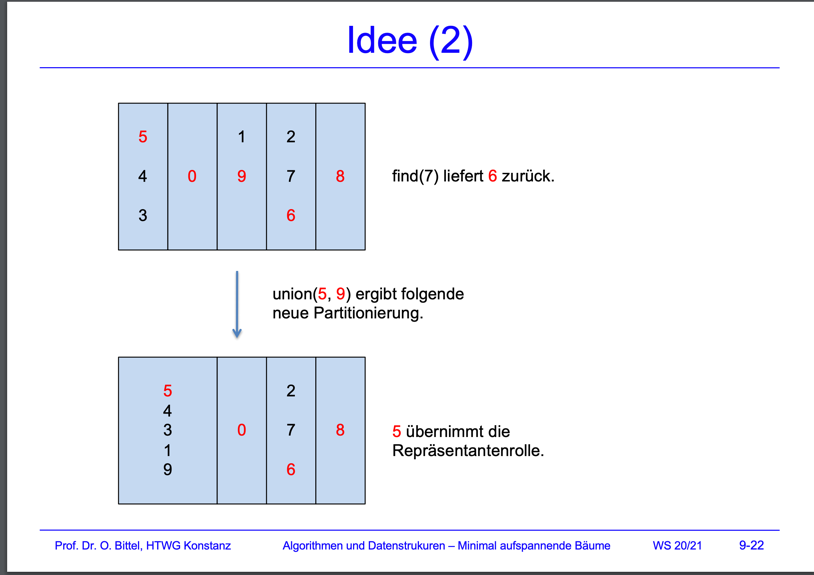 Idee (2)
5 1 2
4 0 9 7 8
3 6
find(7) liefert 6 zurück.
union(5, 9) ergibt folgende
neue Partitionierung.
5 2
4
3 0 7 8
1
9 6
5 übernimmt die
Repräsentantenrolle.
Prof. Dr. O. Bittel, HTWG Konstanz
Algorithmen und Datenstrukuren – Minimal aufspannende Bäume
WS 20/21
9-22